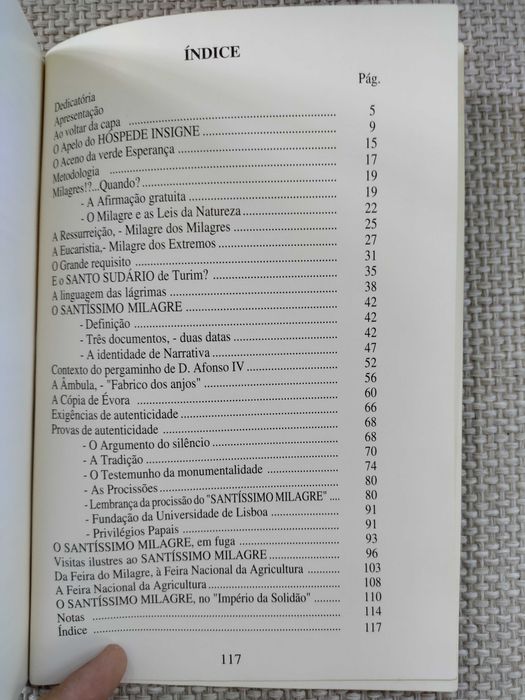 ÍNDICE
Pág.
Dedicatória
Apresentação
Ao voltar da capa ........ 5
O Apelo do HÓSPEDE INSIGNE ........ 9
O Aceno da verde Esperança ........ 15
Metodologia ........ 17
Milagres!?...Quando? ........ 19
- A Afirmação gratuita ........ 19
- O Milagre e as Leis da Natureza ........ 22
A Ressurreição, - Milagre dos Milagres ........ 25
A Eucaristia,- Milagre dos Extremos ........ 27
O Grande requisito ........ 31
E o SANTO SUDÁRIO de Turim? ........ 35
A linguagem das lágrimas ........ 38
O SANTÍSSIMO MILAGRE ........ 42
- Definição ........ 42
- Três documentos, - duas datas ........ 42
- A identidade de Narrativa ........ 47
Contexto do pergaminho de D. Afonso IV ........ 52
A Âmbula, - "Fabrico dos anjos" ........ 56
A Cópia de Évora ........ 60
Exigências de autenticidade ........ 66
Provas de autenticidade ........ 68
- O Argumento do silêncio ........ 68
- A Tradição ........ 70
- O Testemunho da monumentalidade ........ 74
- As Procissões ........ 80
- Lembrança da procissão do "SANTÍSSIMO MILAGRE" ... 80
- Fundação da Universidade de Lisboa ........ 91
- Privilégios Papais ........ 91
O SANTÍSSIMO MILAGRE, em fuga ........ 93
Visitas ilustres ao SANTÍSSIMO MILAGRE ........ 96
Da Feira do Milagre, à Feira Nacional da Agricultura ........ 103
A Feira Nacional da Agricultura ........ 108
O SANTÍSSIMO MILAGRE, no "Império da Solidão" ........ 110
Notas ........ 114
Índice ........ 117
117